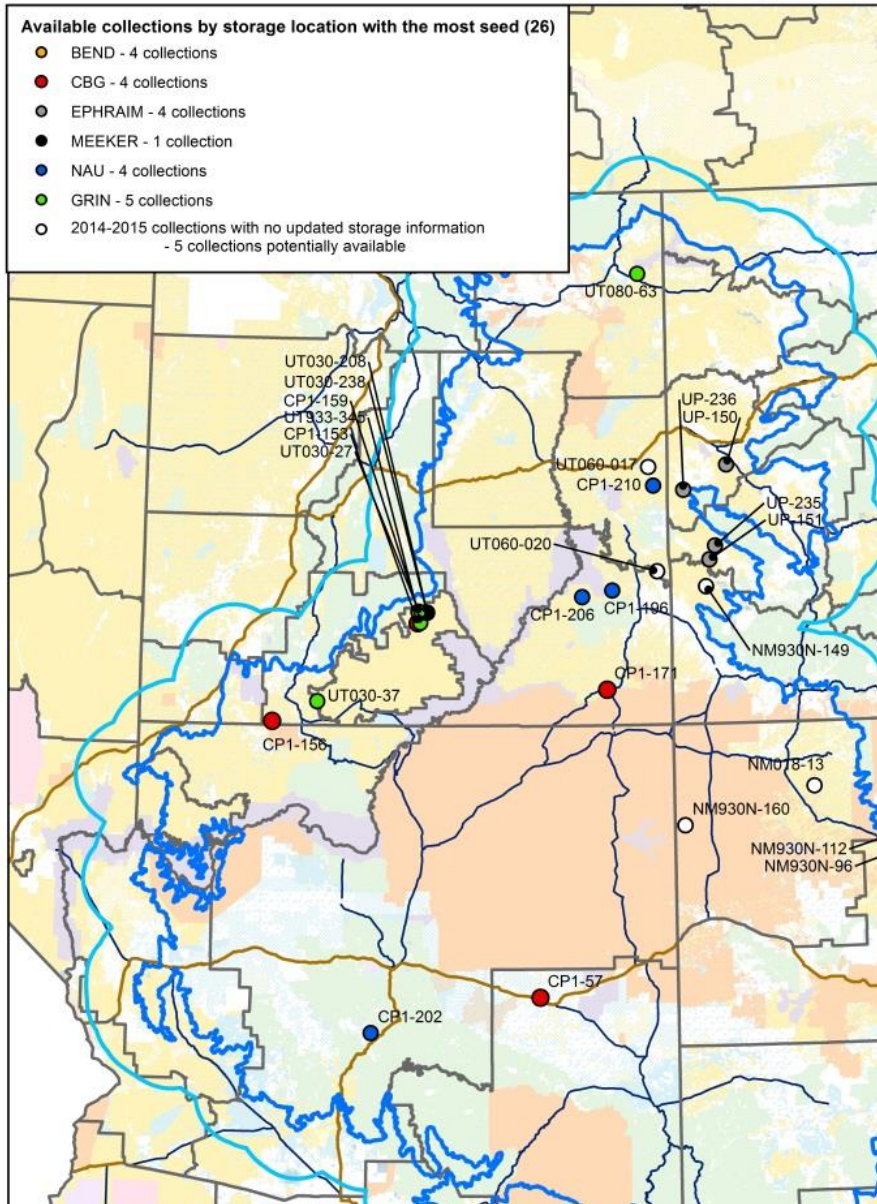 Available collections by storage location with the most seed (26)
BEND - 4 collections
CBG - 4 collections
EPHRAIM - 4 collections
MEEKER - 1 collection
NAU - 4 collections
GRIN - 5 collections
2014-2015 collections with no updated storage information
- 5 collections potentially available
UT080-63
UT030-208
UT030-238
CP1-159
UT933-345
CP1-153
UT030-27
UP-236
UP-150
UT060-017
CP1-210
UP-235
UP-151
UT060-020
CP1-206
CP1-196
NM930N-149
CP1-171
UT030-37
CP1-156
NM018-13
NM930N-160
NM930N-112
NM930N-96
CP1-57
CP1-202